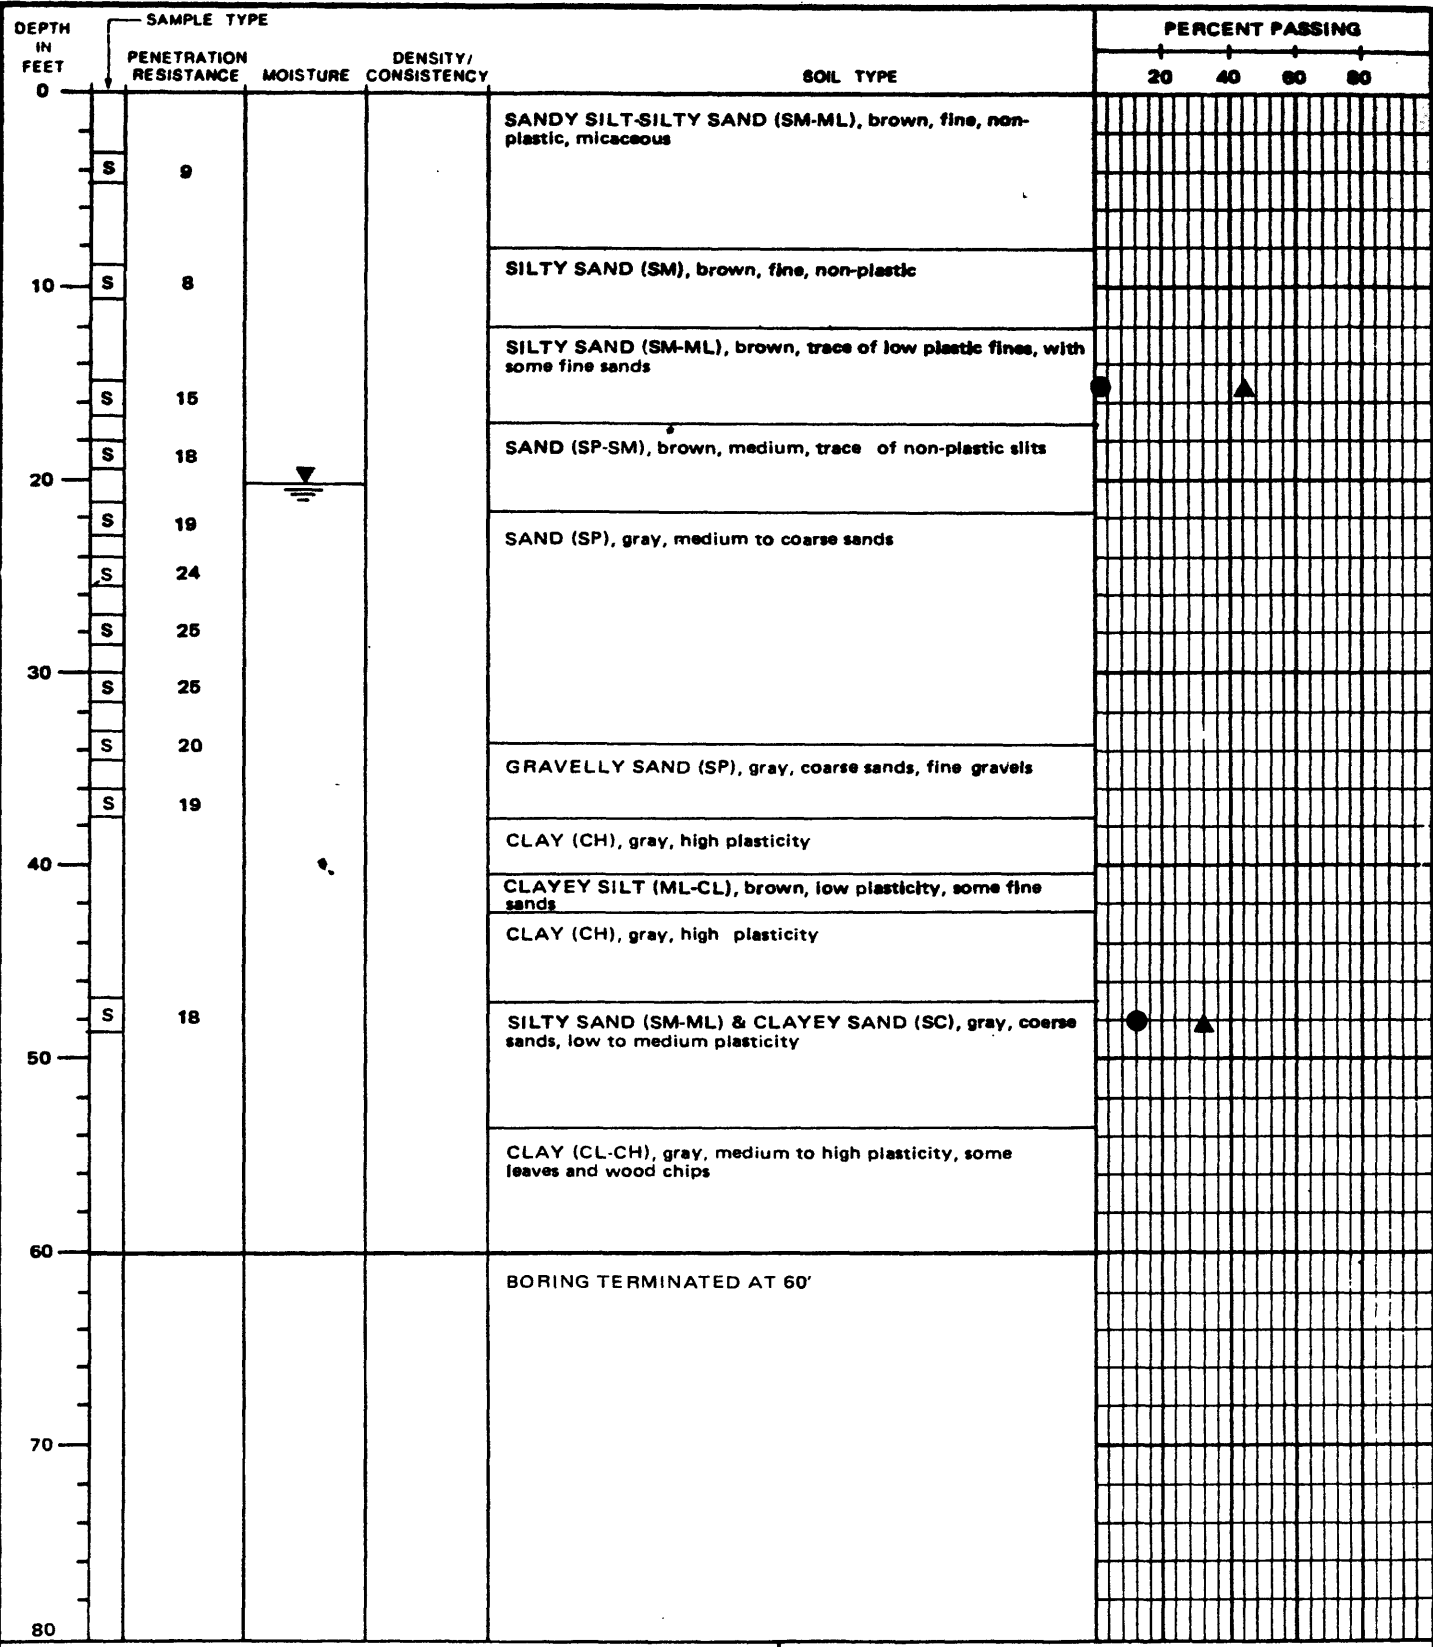 DEPTH
IN
FEET
SAMPLE TYPE
PENETRATION
RESISTANCE
MOISTURE
DENSITY/
CONSISTENCY
SOIL TYPE
PERCENT PASSING
20 40 60 80
0
SANDY SILT-SILTY SAND (SM-ML), brown, fine, non-
plastic, micaceous
S 9
SILTY SAND (SM), brown, fine, non-plastic
10 S 8
SILTY SAND (SM-ML), brown, trace of low plastic fines, with
some fine sands
S 15
SAND (SP-SM), brown, medium, trace of non-plastic slits
S 18
20
S 19
SAND (SP), gray, medium to coarse sands
S 24
S 25
30
S 25
S 20
GRAVELLY SAND (SP), gray, coarse sands, fine gravels
S 19
CLAY (CH), gray, high plasticity
40
CLAYEY SILT (ML-CL), brown, low plasticity, some fine
sands
CLAY (CH), gray, high plasticity
S 18
SILTY SAND (SM-ML) & CLAYEY SAND (SC), gray, coerse
sands, low to medium plasticity
50
CLAY (CL-CH), gray, medium to high plasticity, some
leaves and wood chips
60
BORING TERMINATED AT 60'
70
80